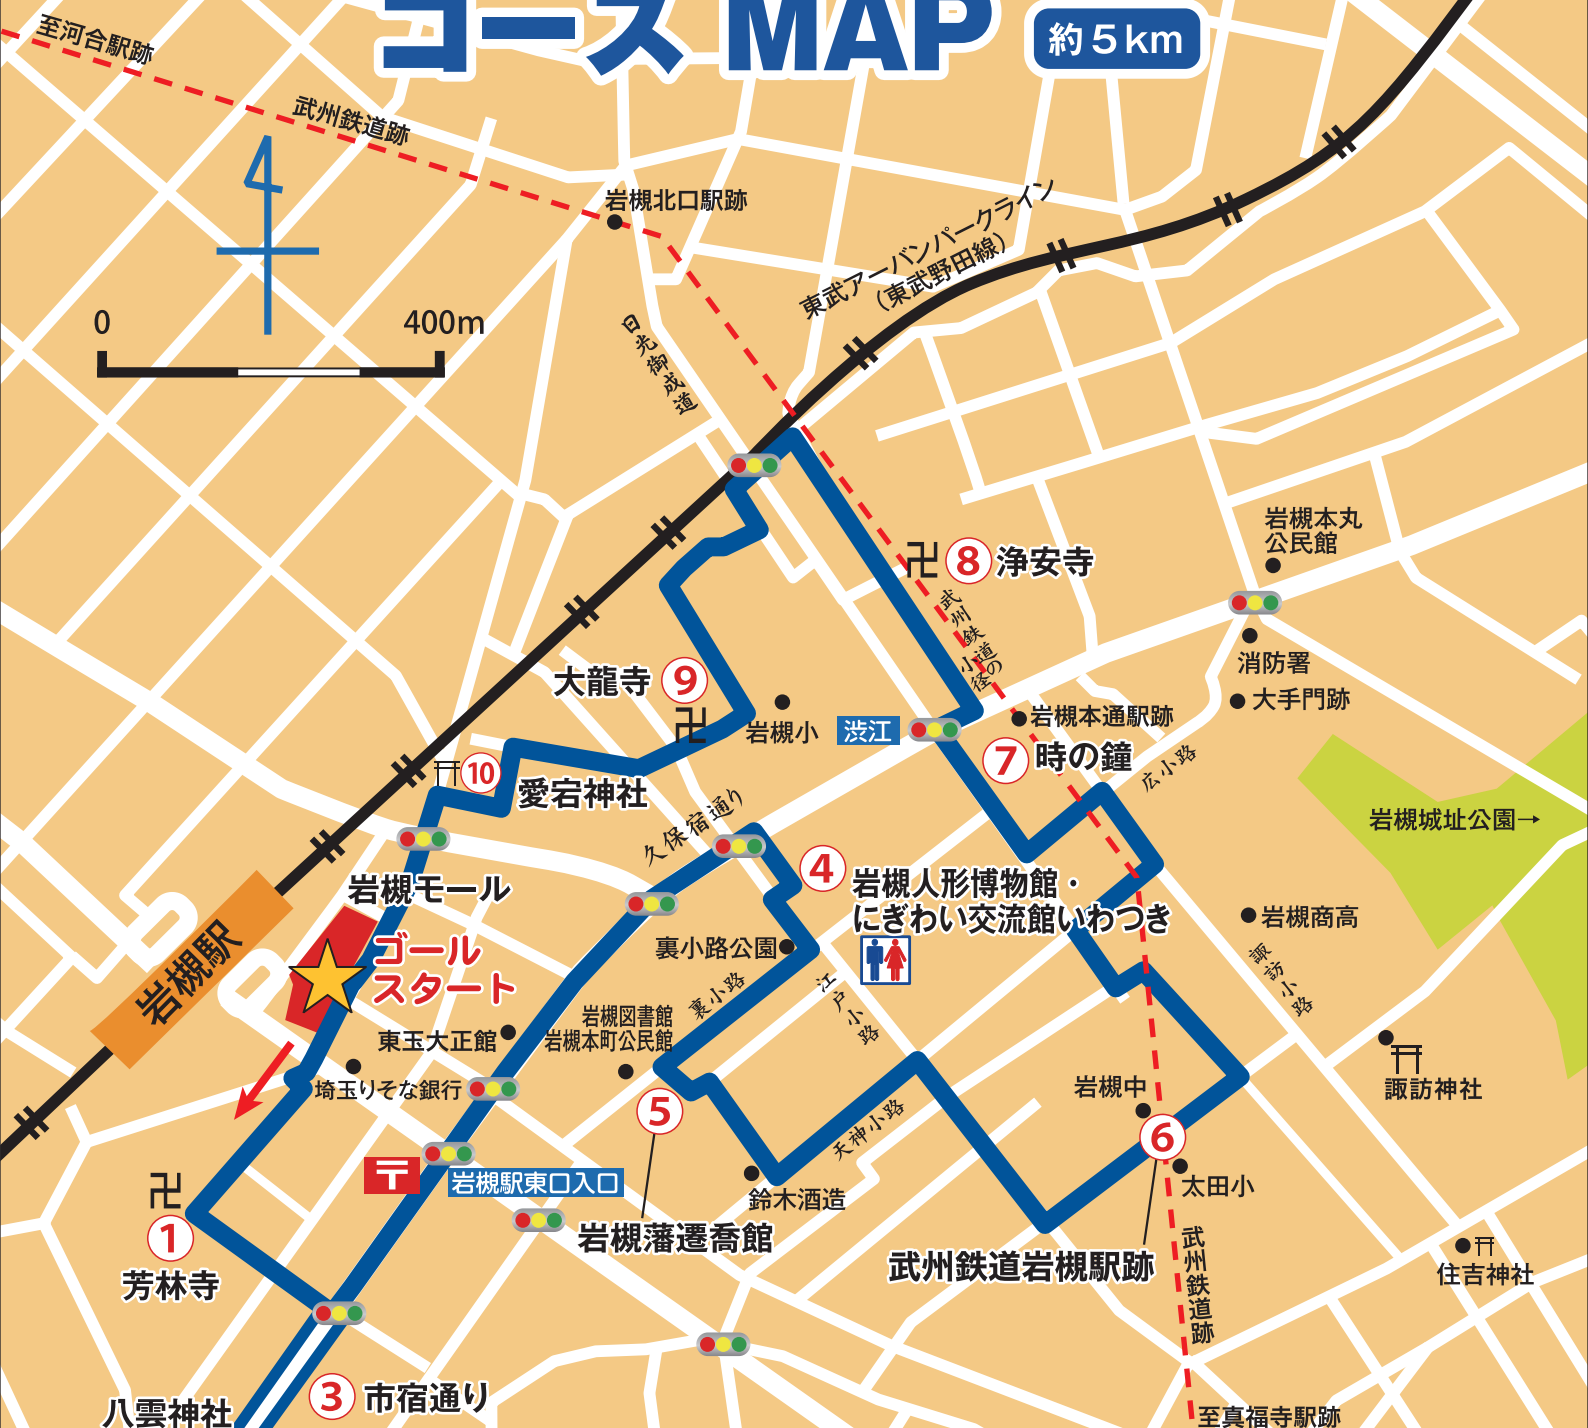 コース MAP
約5km
至河合駅跡
武州鉄道跡
岩槻北口駅跡
東武アーバンパークライン
(東武野田線)
0 400m
日光御成道
岩槻本丸
公民館
卍
⑧ 浄安寺
武州鉄道の
小径
消防署
大手門跡
大龍寺 ⑨
卍
岩槻小
渋江
岩槻本通駅跡
⑦ 時の鐘
広小路
⑩
愛宕神社
岩槻城址公園→
久保宿通り
④
岩槻人形博物館・
にぎわい交流館いわつき
岩槻モール
岩槻駅
ゴール
スタート
裏小路公園
裏小路
江戸小路
岩槻商高
諏訪小路
東玉大正館
岩槻図書館
岩槻本町公民館
埼玉りそな銀行
諏訪神社
岩槻中
⑤
天神小路
⑥
太田小
〒
岩槻駅東口入口
鈴木酒造
卍
①
芳林寺
岩槻藩遷喬館
武州鉄道岩槻駅跡
武州鉄道跡
住吉神社
③ 市宿通り
八雲神社
至真福寺駅跡